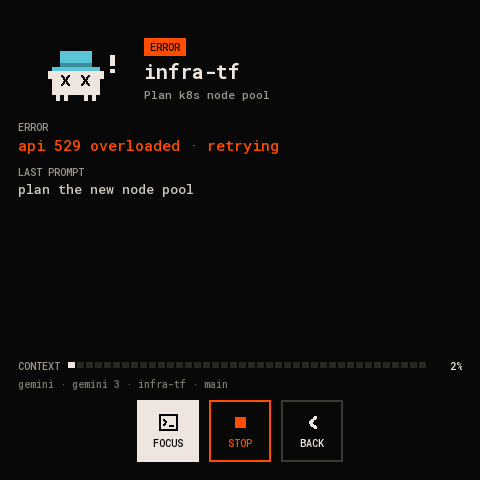 ERROR
infra-tf
Plan k8s node pool
ERROR
api 529 overloaded · retrying
LAST PROMPT
plan the new node pool
CONTEXT 2%
gemini · gemini 3 · infra-tf · main
FOCUS STOP BACK